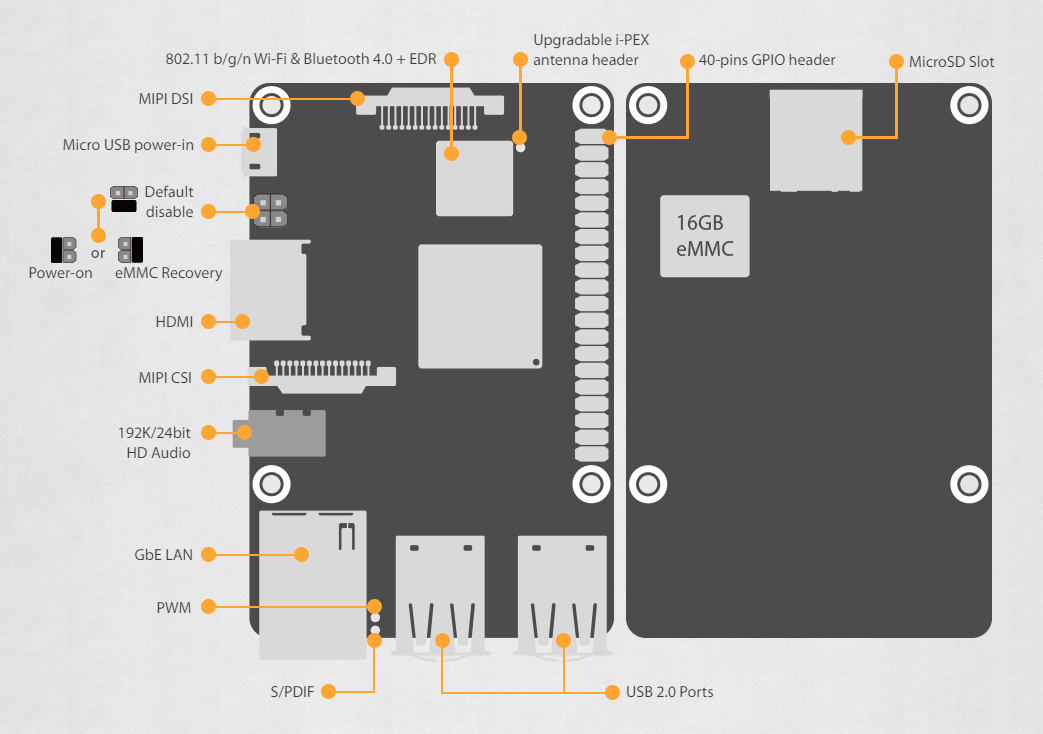 Upgradable i-PEX
antenna header
802.11 b/g/n Wi-Fi & Bluetooth 4.0 + EDR
40-pins GPIO header
MicroSD Slot
MIPI DSI
Micro USB power-in
Default
disable
or
Power-on
eMMC Recovery
16GB
eMMC
HDMI
MIPI CSI
192K/24bit
HD Audio
GbE LAN
PWM
S/PDIF
USB 2.0 Ports